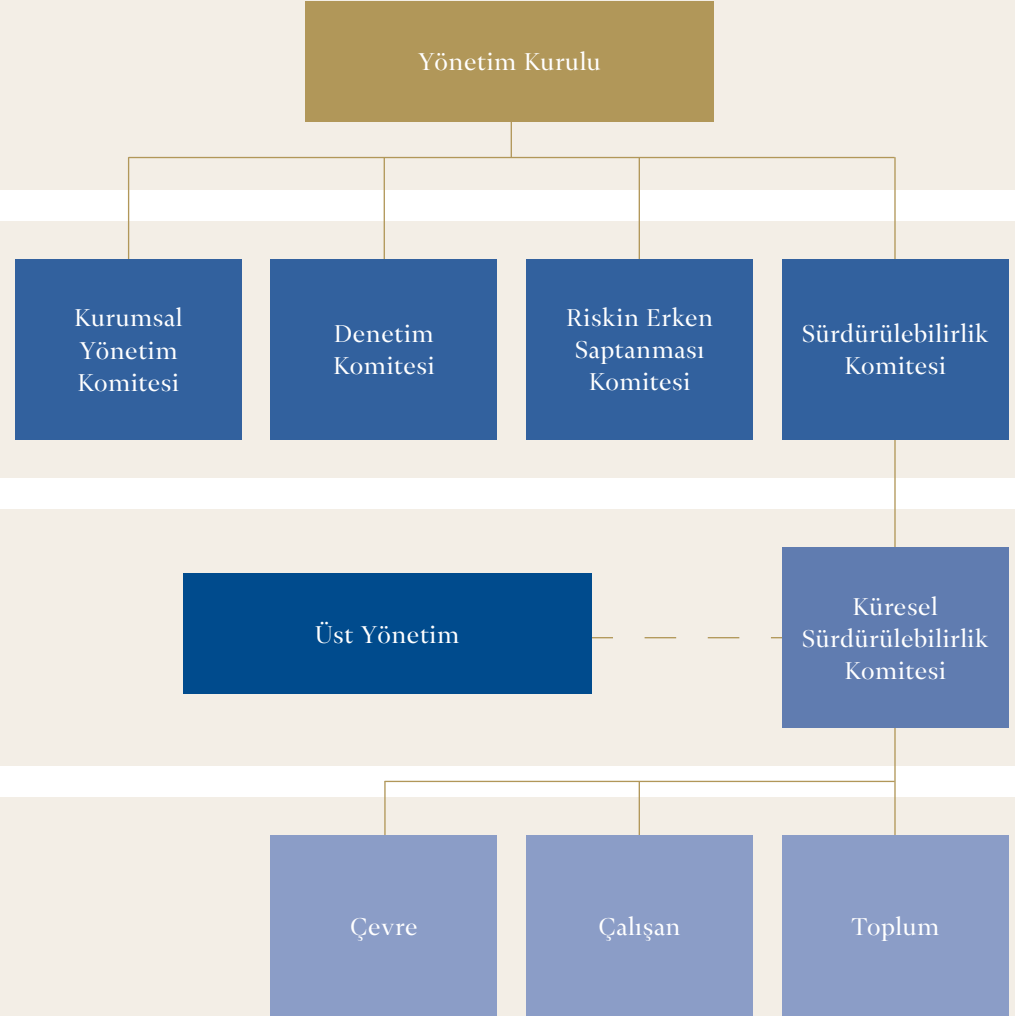 Yönetim Kurulu
Kurumsal
Yönetim
Komitesi
Denetim
Komitesi
Riskin Erken
Saptanması
Komitesi
Sürdürülebilirlik
Komitesi
Üst Yönetim
Küresel
Sürdürülebilirlik
Komitesi
Çevre
Çalışan
Toplum